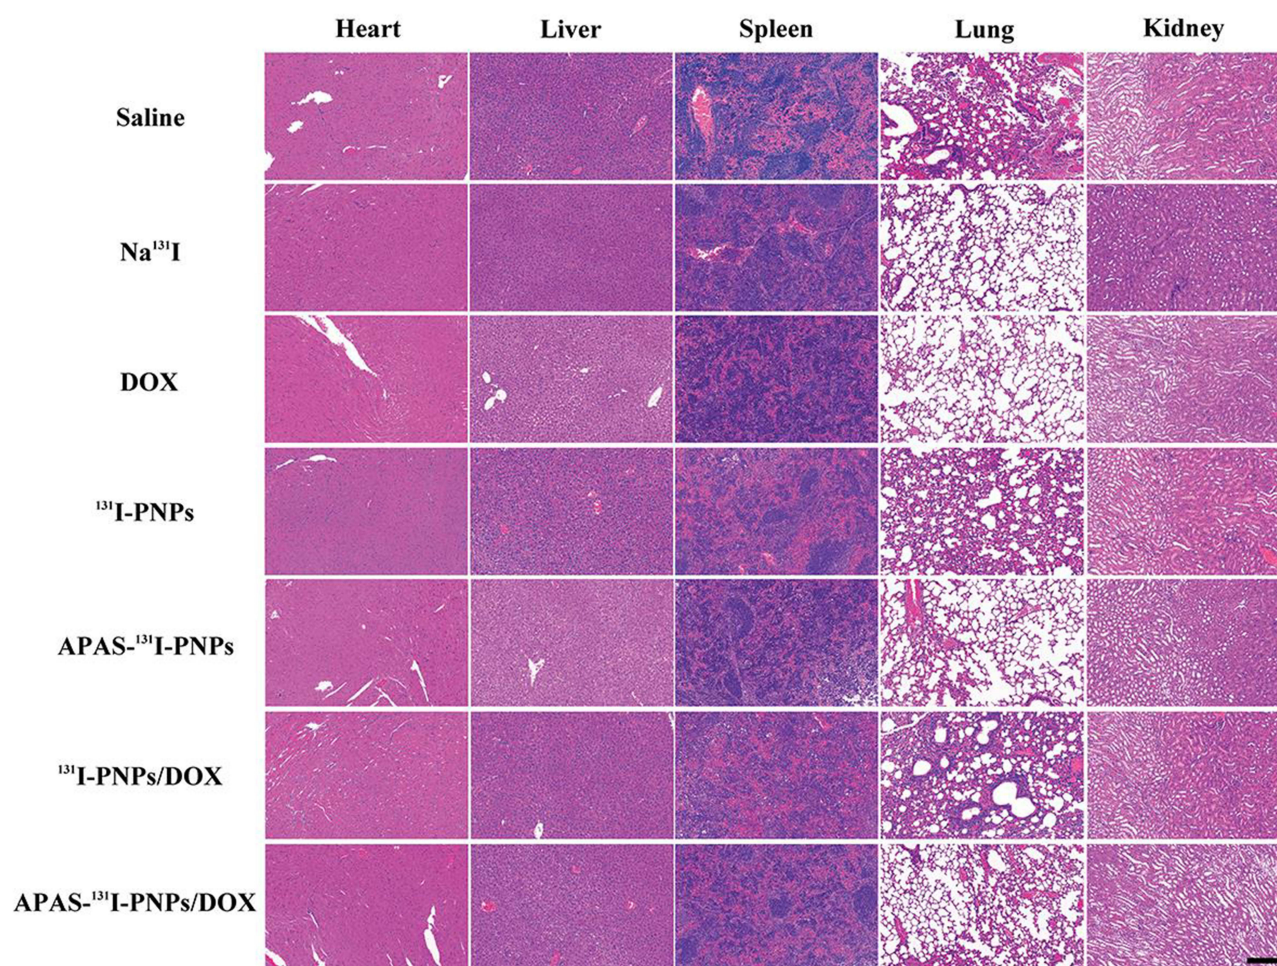 Heart Liver Spleen Lung Kidney
Saline
Na¹³¹I
DOX
¹³¹I-PNPs
APAS-¹³¹I-PNPs
¹³¹I-PNPs/DOX
APAS-¹³¹I-PNPs/DOX